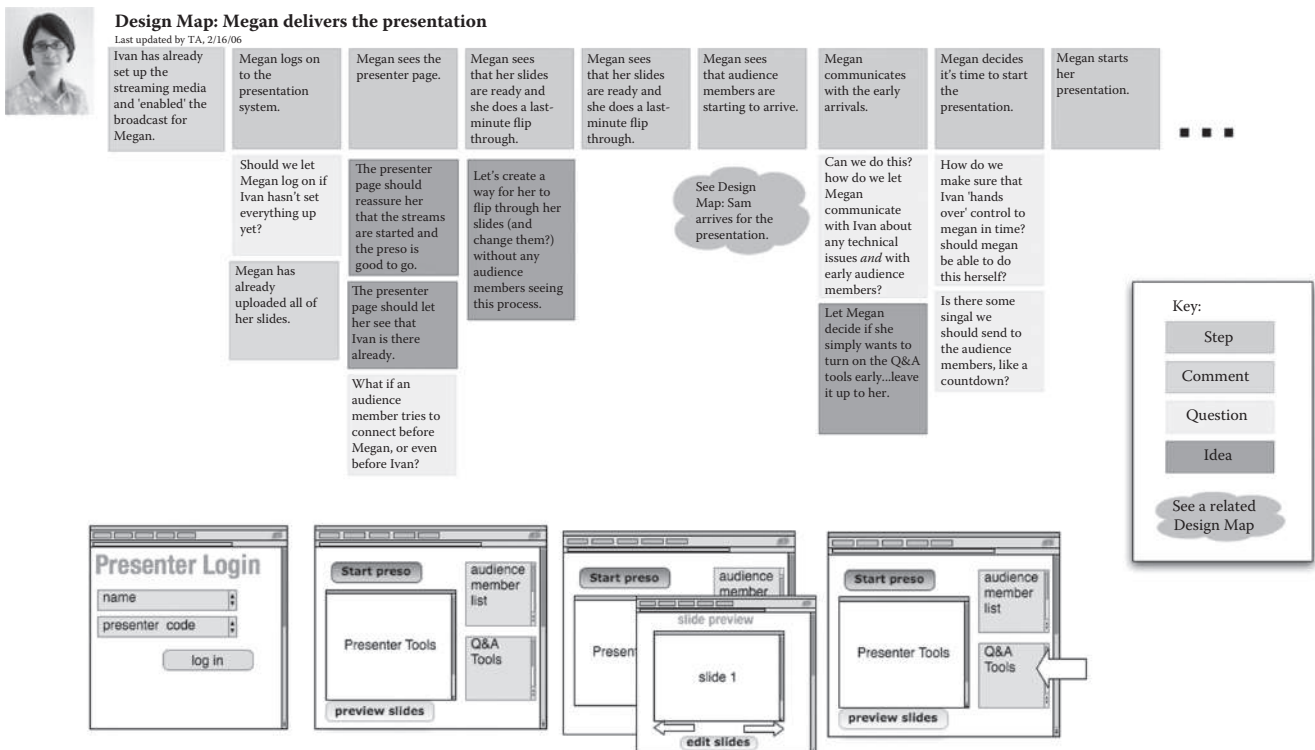 Design Map: Megan delivers the presentation
Last updated by TA, 2/16/06
Ivan has already
set up the
streaming media
and 'enabled' the
broadcast for
Megan.
Megan logs on
to the
presentation
system.
Megan sees the
presenter page.
Megan sees
that her slides
are ready and
she does a last-
minute flip
through.
Megan sees
that her slides
are ready and
she does a last-
minute flip
through.
Megan sees
that audience
members are
starting to arrive.
Megan
communicates
with the early
arrivals.
Megan decides
it's time to start
the
presentation.
Megan starts
her
presentation.
Should we let
Megan log on if
Ivan hasn't set
everything up
yet?
Megan has
already
uploaded all of
her slides.
The presenter
page should
reassure her
that the streams
are started and
the preso is
good to go.
The presenter
page should let
her see that
Ivan is there
already.
What if an
audience
member tries to
connect before
Megan, or even
before Ivan?
Let's create a
way for her to
flip through her
slides (and
change them?)
without any
audience
members seeing
this process.
See Design
Map: Sam
arrives for the
presentation.
Can we do this?
how do we let
Megan
communicate
with Ivan about
any technical
issues and with
early audience
members?
Let Megan
decide if she
simply wants to
turn on the Q&A
tools early...leave
it up to her.
How do we
make sure that
Ivan 'hands
over' control to
megan in time?
should megan
be able to do
this herself?
Is there some
singal we
should send to
the audience
members, like a
countdown?
Key:
Step
Comment
Question
Idea
See a related
Design Map
Presenter Login
name
presenter code
log in
Start preso
audience
member
list
Presenter Tools
Q&A
Tools
preview slides
Start preso
audience
member
Presen
slide preview
slide 1
edit slides
Start preso
audience
member
list
Presenter Tools
Q&A
Tools
preview slides